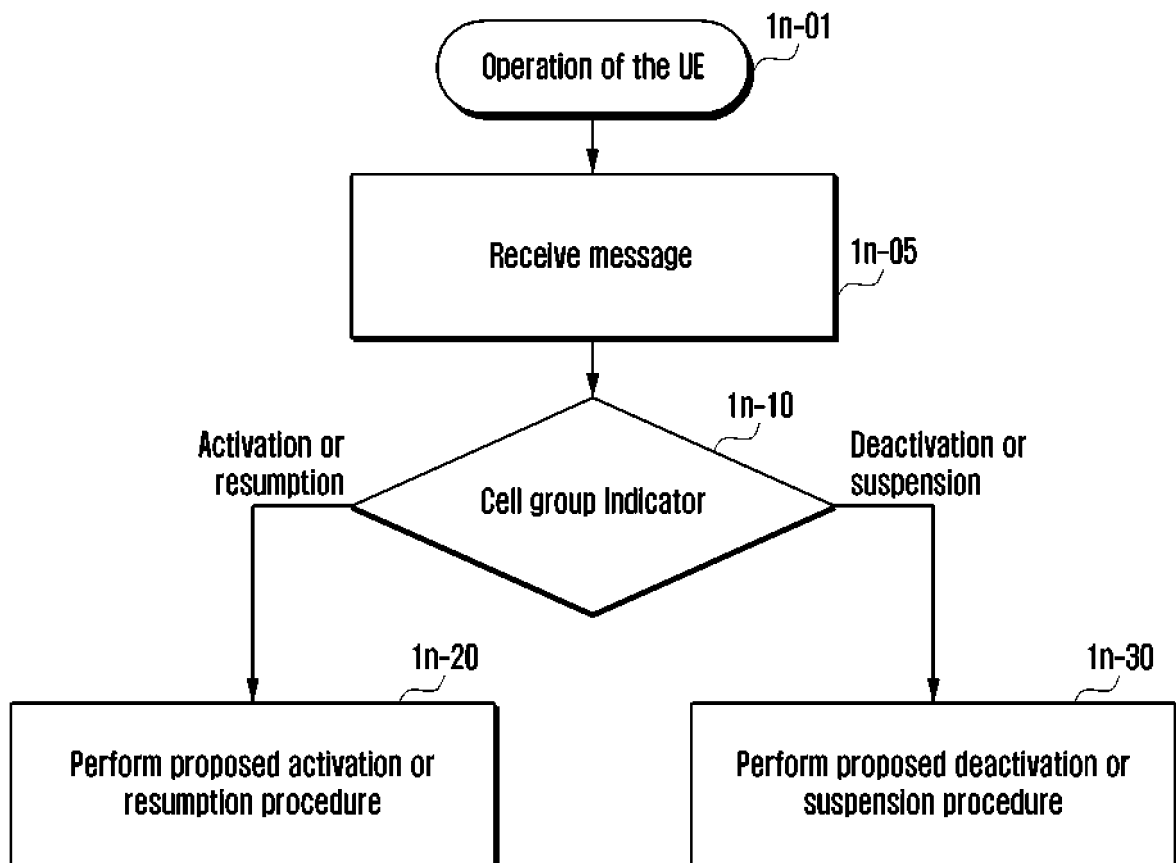 1n-01
Operation of the UE
Receive message
1n-05
1n-10
Activation or
resumption
Deactivation or
suspension
Cell group Indicator
1n-20
1n-30
Perform proposed activation or
resumption procedure
Perform proposed deactivation or
suspension procedure